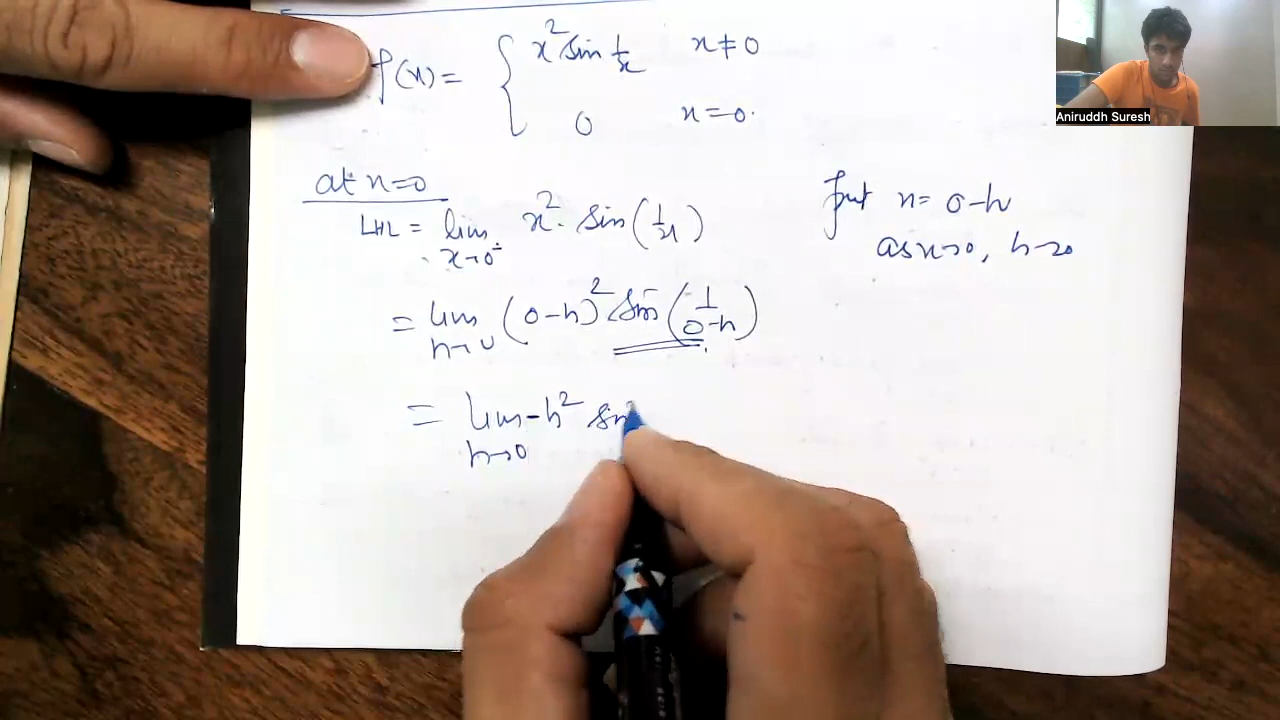 f(x) = { x² sin 1/x x ≠ 0
0 x = 0.
Aniruddh Suresh
at x=0
LHL = lim x→0⁻ x². sin(1/x)
put x = 0-h
as x→0, h→0
= lim h→0 (0-h)² sin(1/0-h)
= lim h→0 -h² sin